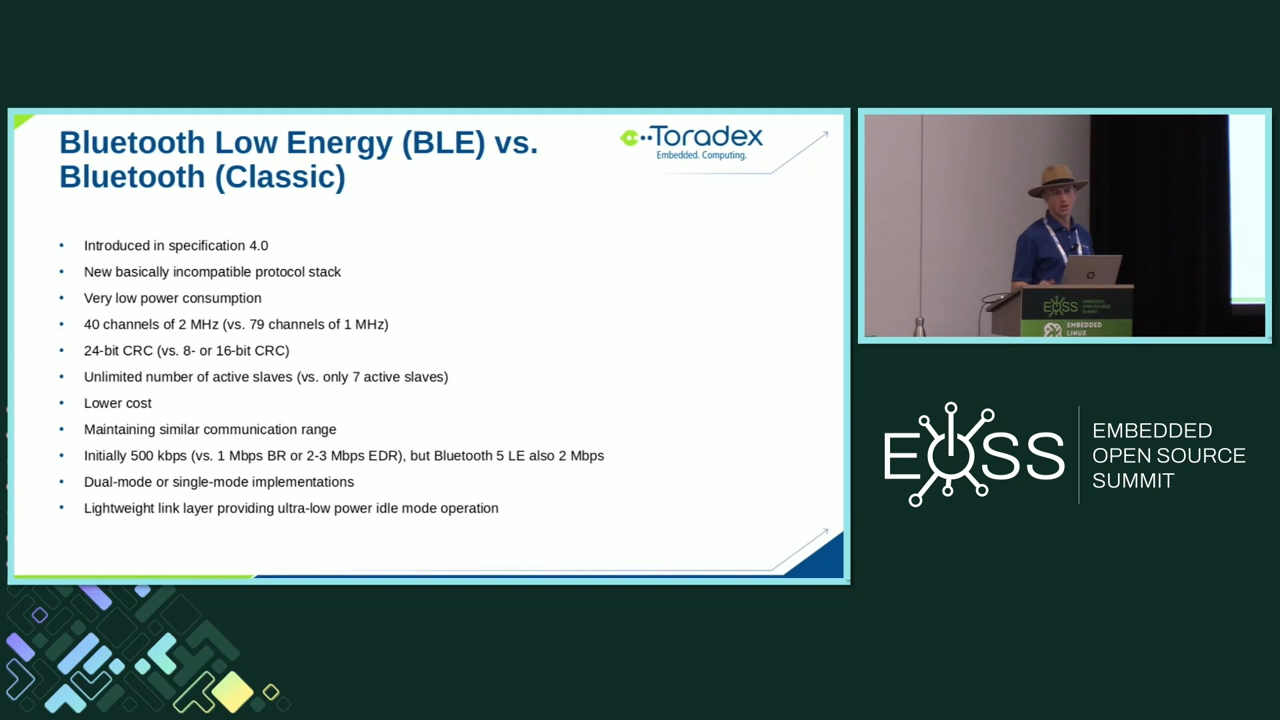 Bluetooth Low Energy (BLE) vs.
Bluetooth (Classic)
Toradex
Embedded. Computing.
• Introduced in specification 4.0
• New basically incompatible protocol stack
• Very low power consumption
• 40 channels of 2 MHz (vs. 79 channels of 1 MHz)
• 24-bit CRC (vs. 8- or 16-bit CRC)
• Unlimited number of active slaves (vs. only 7 active slaves)
• Lower cost
• Maintaining similar communication range
• Initially 500 kbps (vs. 1 Mbps BR or 2-3 Mbps EDR), but Bluetooth 5 LE also 2 Mbps
• Dual-mode or single-mode implementations
• Lightweight link layer providing ultra-low power idle mode operation
EOSS
EMBEDDED
OPEN SOURCE
SUMMIT
EMBEDDED
LINUX
EOSS
EMBEDDED
OPEN SOURCE
SUMMIT